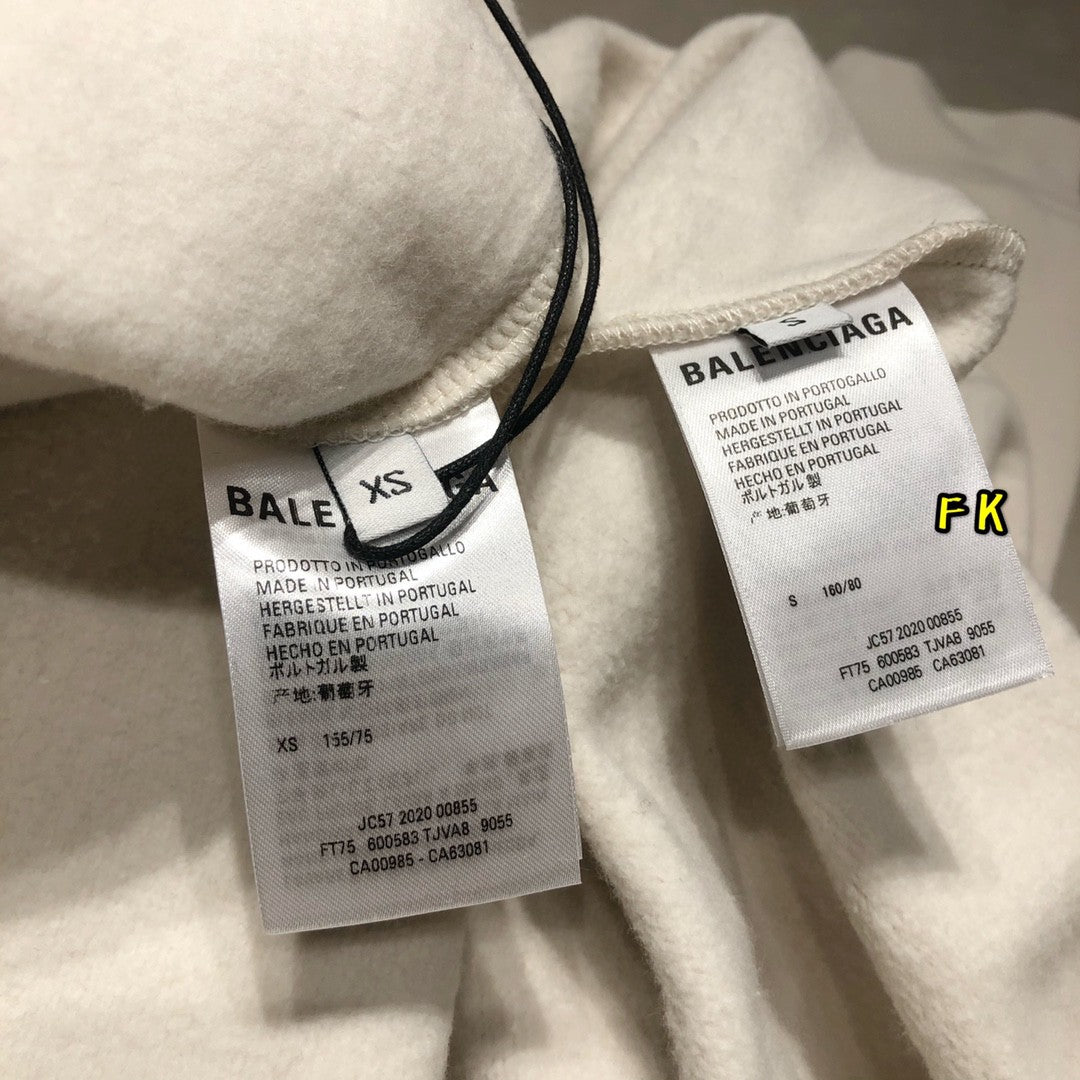 XS
BALE GA
PRODOTTO IN PORTOGALLO
MADE IN PORTUGAL
HERGESTELLT IN PORTUGAL
FABRIQUE EN PORTUGAL
HECHO EN PORTUGAL
ポルトガル製
产地:葡萄牙
XS 155/75
JC57 2020 00855
FT75 600583 TJVA8 9055
CA00985 - CA63081
S
BALENCIAGA
PRODOTTO IN PORTOGALLO
MADE IN PORTUGAL
HERGESTELLT IN PORTUGAL
FABRIQUE EN PORTUGAL
HECHO EN PORTUGAL
ポルトガル製
产地:葡萄牙
S 160/80
JC57 2020 00855
FT75 600583 TJVA8 9055
CA00985 CA63081
FK